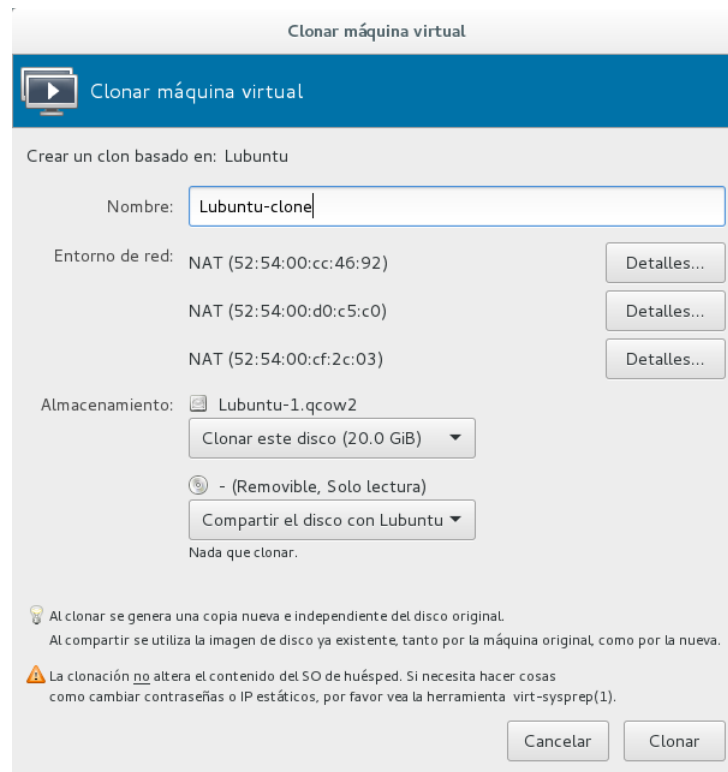 Clonar máquina virtual
Clonar máquina virtual
Crear un clon basado en: Lubuntu
Nombre: Lubuntu-clone
Entorno de red: NAT (52:54:00:cc:46:92) Detalles...
NAT (52:54:00:d0:c5:c0) Detalles...
NAT (52:54:00:cf:2c:03) Detalles...
Almacenamiento: Lubuntu-1.qcow2
Clonar este disco (20.0 GiB)
- (Removible, Solo lectura)
Compartir el disco con Lubuntu
Nada que clonar.
Al clonar se genera una copia nueva e independiente del disco original.
Al compartir se utiliza la imagen de disco ya existente, tanto por la máquina original, como por la nueva.
La clonación no altera el contenido del SO de huésped. Si necesita hacer cosas
como cambiar contraseñas o IP estáticos, por favor vea la herramienta virt-sysprep(1).
Cancelar Clonar